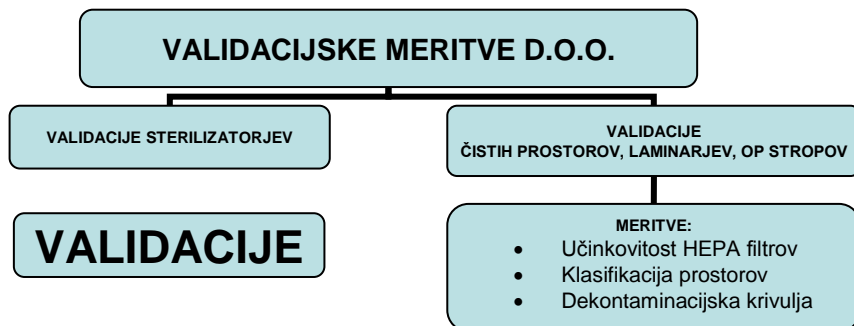 VALIDACIJSKE MERITVE D.O.O.
VALIDACIJE STERILIZATORJEV
VALIDACIJE
ČISTIH PROSTOROV, LAMINARJEV, OP STROPOV
VALIDACIJE
MERITVE:
• Učinkovitost HEPA filtrov
• Klasifikacija prostorov
• Dekontaminacijska krivulja